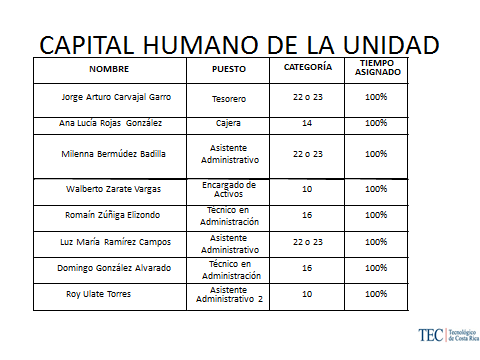 CAPITAL HUMANO DE LA UNIDAD
NOMBRE PUESTO CATEGORÍA TIEMPO ASIGNADO
Jorge Arturo Carvajal Garro Tesorero 22 o 23 100%
Ana Lucía Rojas González Cajera 14 100%
Milenna Bermúdez Badilla Asistente Administrativo 22 o 23 100%
Walberto Zarate Vargas Encargado de Activos 10 100%
Romaín Zúñiga Elizondo Técnico en Administración 16 100%
Luz María Ramírez Campos Asistente Administrativo 22 o 23 100%
Domingo González Alvarado Técnico en Administración 16 100%
Roy Ulate Torres Asistente Administrativo 2 10 100%
TEC Tecnológico
de Costa Rica